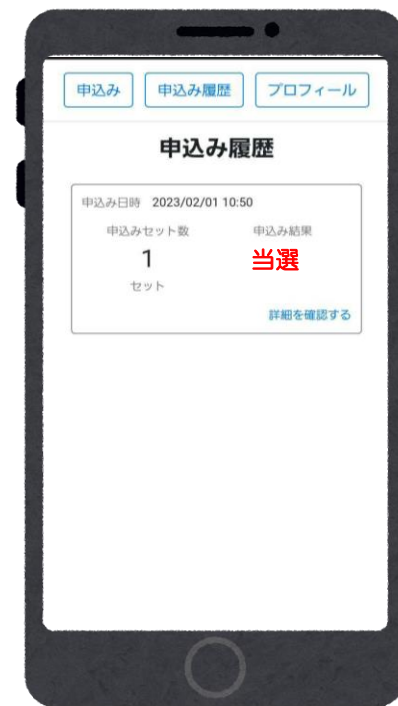 申込み 申込み履歴 プロフィール
申込み履歴
申込み日時 2023/02/01 10:50
申込みセット数 申込み結果
1 当選
セット
詳細を確認する